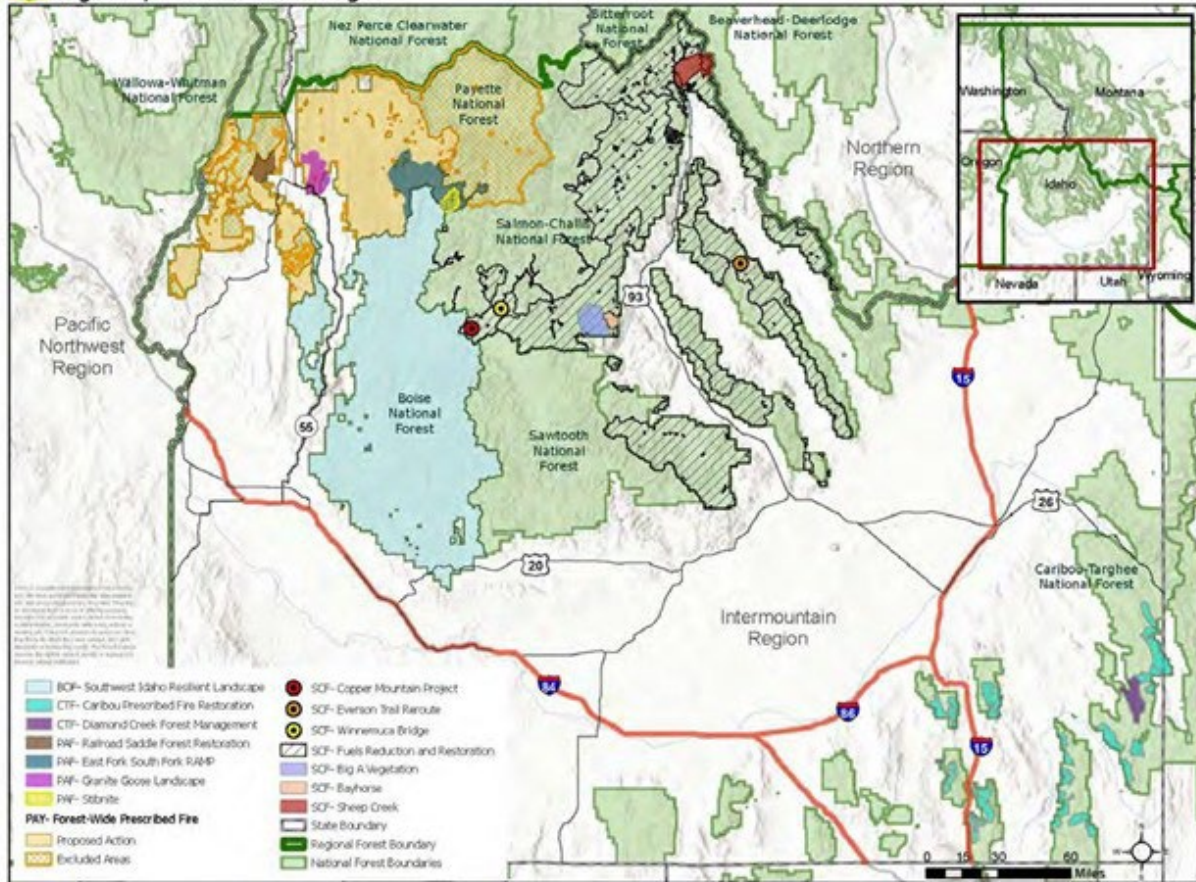 Nez Perce Clearwater
National Forest
Bitterroot
National
Forest
Beaverhead-Deerlodge
National Forest
Wallowa-Whitman
National Forest
Payette
National
Forest
Northern
Region
Salmon-Challis
National Forest
93
Pacific
Northwest
Region
55
Boise
National
Forest
Sawtooth
National
Forest
15
26
20
Caribou-Targhee
National Forest
Intermountain
Region
84
86
15
Washington
Montana
Oregon
Idaho
Wyoming
Nevada
Utah
BOF- Southwest Idaho Resilient Landscape
CTF- Caribou Prescribed Fire Restoration
CTF- Diamond Creek Forest Management
PAF- Railroad Saddle Forest Restoration
PAF- East Fork South Fork RAMP
PAF- Granite Goose Landscape
PAF- Stibnite
PAY- Forest-Wide Prescribed Fire
Proposed Action
Excluded Areas
SCF- Copper Mountain Project
SCF- Everson Trail Reroute
SCF- Winnemuca Bridge
SCF- Fuels Reduction and Restoration
SCF- Big A Vegetation
SCF- Bayhorse
SCF- Sheep Creek
State Boundary
Regional Forest Boundary
National Forest Boundaries
0 15 30 60
Miles